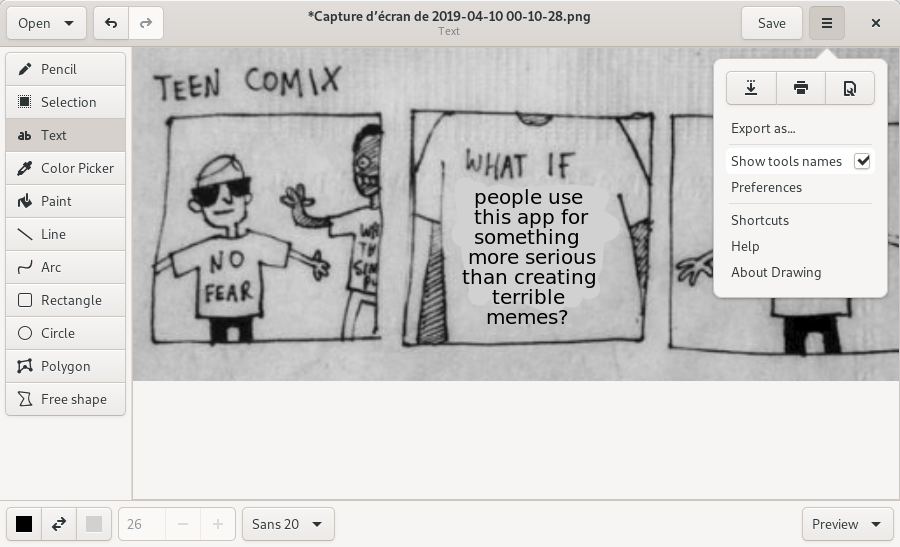 Open
*Capture d’écran de 2019-04-10 00-10-28.png
Text
Save
Pencil
Selection
ab Text
Color Picker
Paint
Line
Arc
Rectangle
Circle
Polygon
Free shape
TEEN COMIX
NO
FEAR
WHAT IF
people use
this app for
something
more serious
than creating
terrible
memes?
Export as...
Show tools names
Preferences
Shortcuts
Help
About Drawing
26
Sans 20
Preview